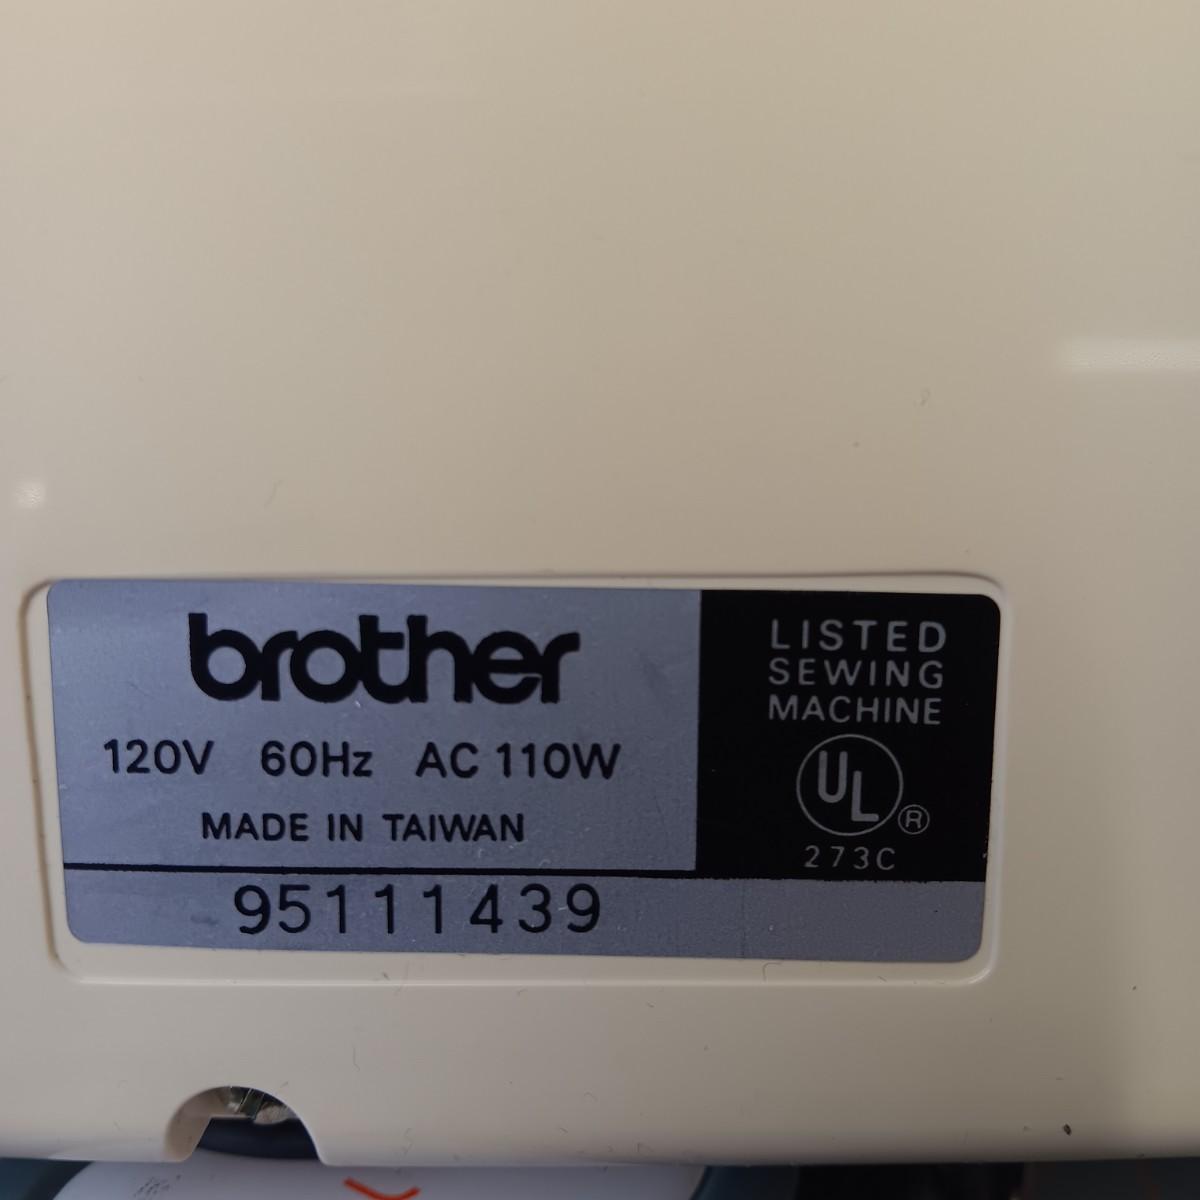 brother
120V 60Hz AC 110W
MADE IN TAIWAN
95111439
LISTED
SEWING
MACHINE
UL ®
273C